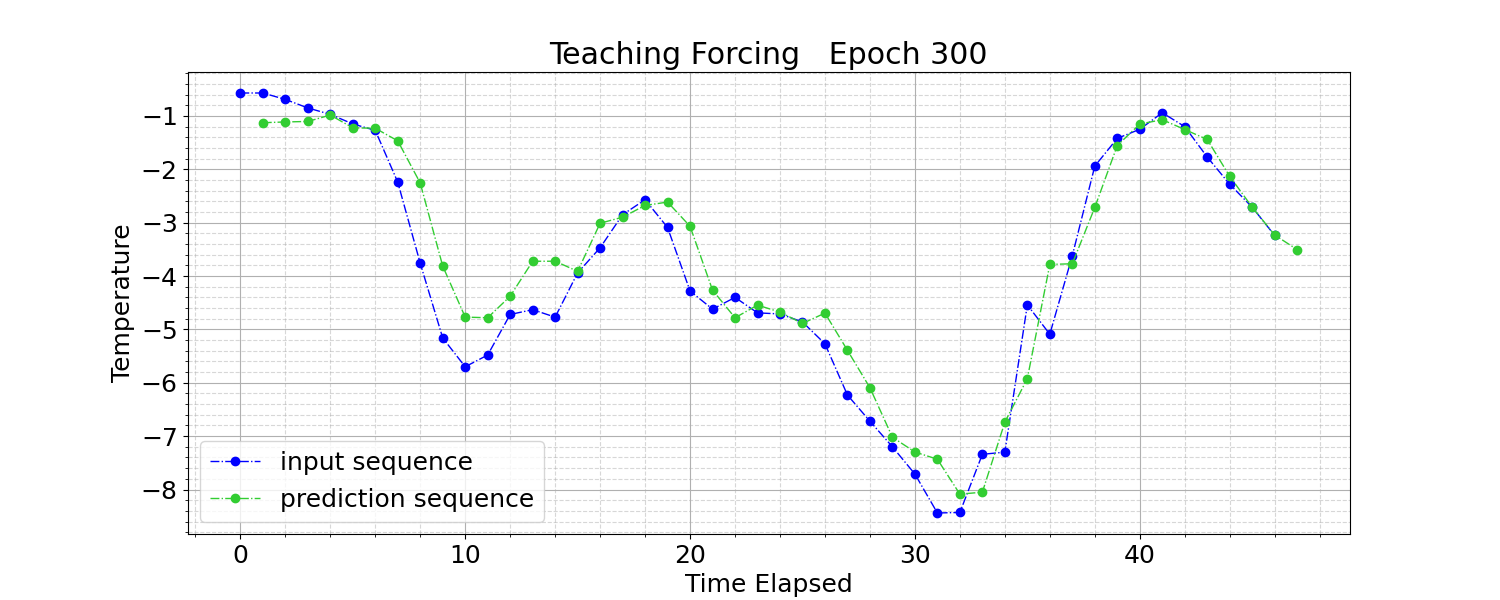 Teaching Forcing   Epoch 300
Temperature
−1
−2
−3
−4
−5
−6
−7
−8
input sequence
prediction sequence
0 10 20 30 40
Time Elapsed